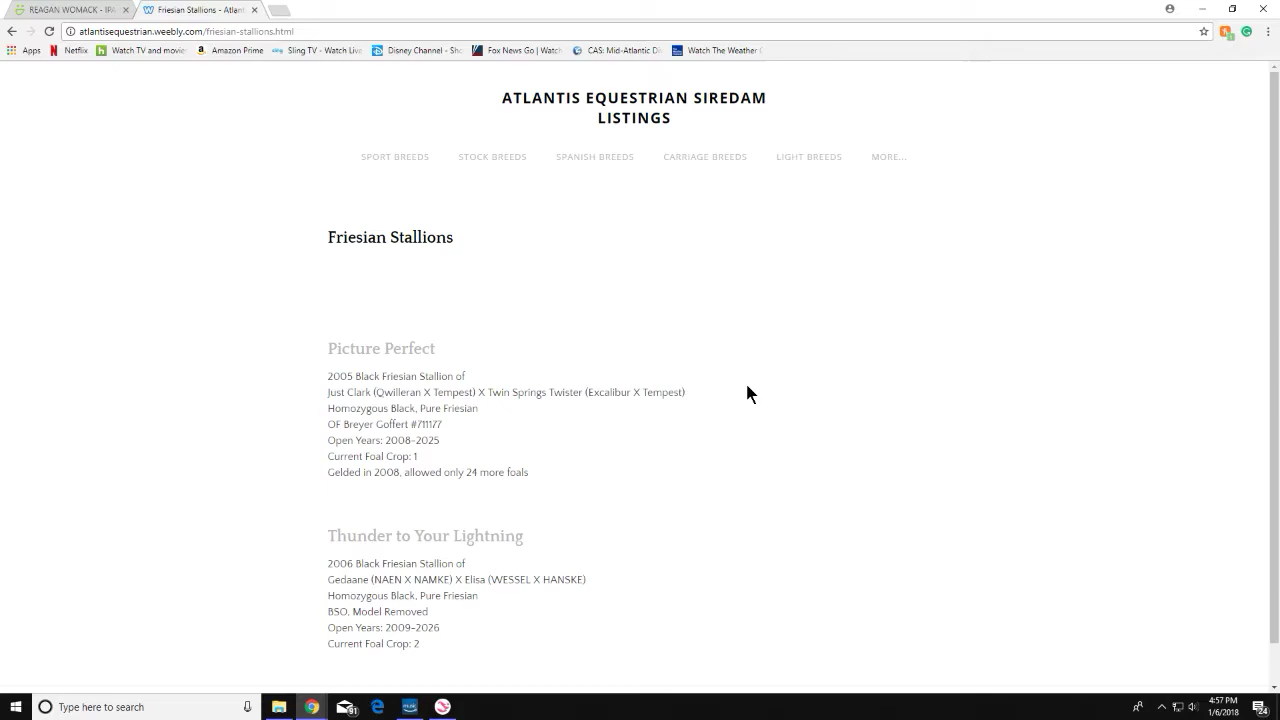 REAGAN WOMACK - IPA
Friesian Stallions - Atlant
atlantisequestrian.weebly.com/friesian-stallions.html
Apps
Netflix
Watch TV and movie
Amazon Prime
Sling TV - Watch Live
Disney Channel - Sho
Fox News Go | Watch
CAS: Mid-Atlantic Di
Watch The Weather C
ATLANTIS EQUESTRIAN SIREDAM
LISTINGS
SPORT BREEDS STOCK BREEDS SPANISH BREEDS CARRIAGE BREEDS LIGHT BREEDS MORE...
Friesian Stallions
Picture Perfect
2005 Black Friesian Stallion of
Just Clark (Qwilleran X Tempest) X Twin Springs Twister (Excalibur X Tempest)
Homozygous Black, Pure Friesian
OF Breyer Goffert #711177
Open Years: 2008-2025
Current Foal Crop: 1
Gelded in 2008, allowed only 24 more foals
Thunder to Your Lightning
2006 Black Friesian Stallion of
Gedaane (NAEN X NAMKE) X Elisa (WESSEL X HANSKE)
Homozygous Black, Pure Friesian
BSO, Model Removed
Open Years: 2009-2026
Current Foal Crop: 2
Type here to search
4:57 PM
1/6/2018